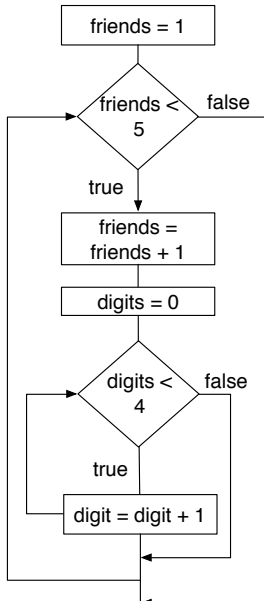 friends = 1
friends <
5
false
true
friends =
friends + 1
digits = 0
digits <
4
false
true
digit = digit + 1